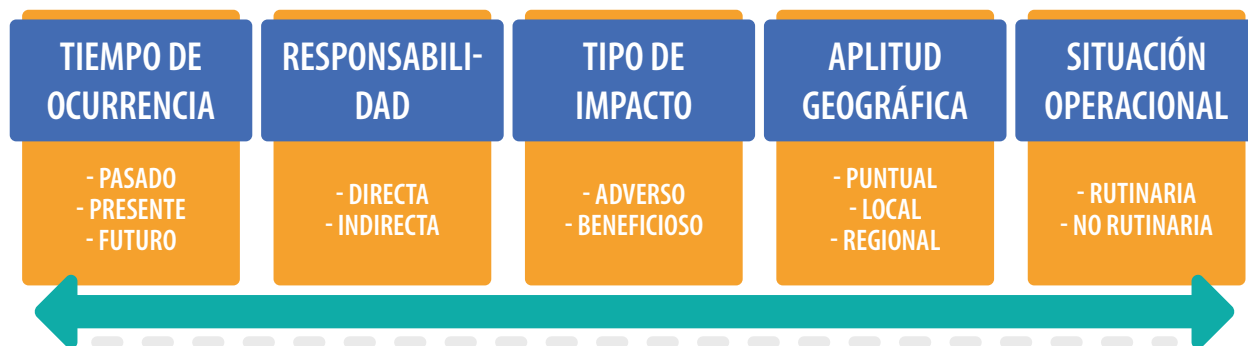 TIEMPO DE
OCURRENCIA
- PASADO
- PRESENTE
- FUTURO
RESPONSABILI-
DAD
- DIRECTA
- INDIRECTA
TIPO DE
IMPACTO
- ADVERSO
- BENEFICIOSO
APLITUD
GEOGRÁFICA
- PUNTUAL
- LOCAL
- REGIONAL
SITUACIÓN
OPERACIONAL
- RUTINARIA
- NO RUTINARIA